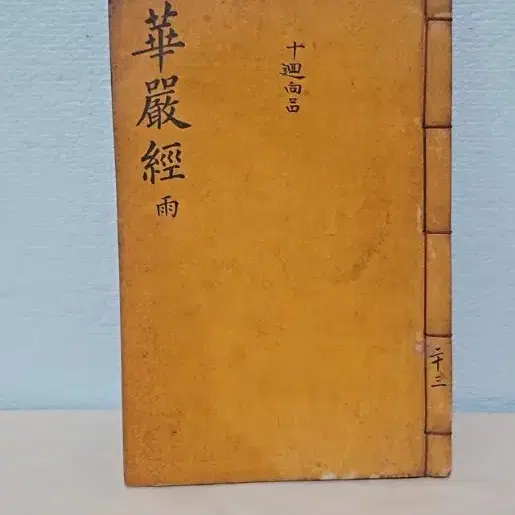 華嚴經 雨
十廻向品
二十三